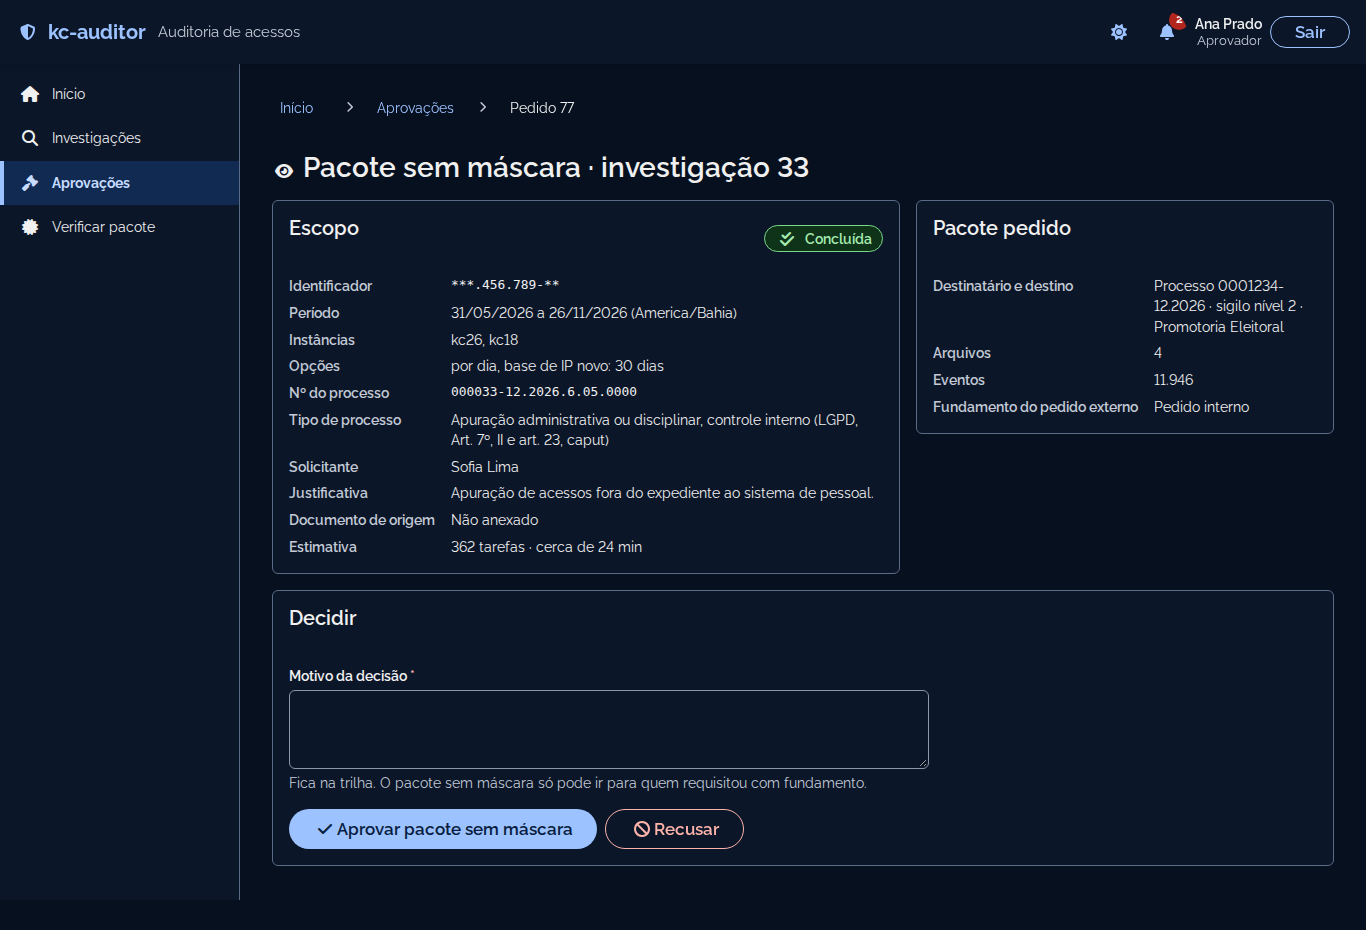 kc-auditor Auditoria de acessos
2
Ana Prado
Aprovador
Sair
Início
Investigações
Aprovações
Verificar pacote
Início
Aprovações
Pedido 77
Pacote sem máscara · investigação 33
Escopo
Concluída
Identificador ***.456.789-**
Período 31/05/2026 a 26/11/2026 (America/Bahia)
Instâncias kc26, kc18
Opções por dia, base de IP novo: 30 dias
Nº do processo 000033-12.2026.6.05.0000
Tipo de processo Apuração administrativa ou disciplinar, controle interno (LGPD,
Art. 7º, II e art. 23, caput)
Solicitante Sofia Lima
Justificativa Apuração de acessos fora do expediente ao sistema de pessoal.
Documento de origem Não anexado
Estimativa 362 tarefas · cerca de 24 min
Pacote pedido
Destinatário e destino Processo 0001234-
12.2026 · sigilo nível 2 ·
Promotoria Eleitoral
Arquivos 4
Eventos 11.946
Fundamento do pedido externo Pedido interno
Decidir
Motivo da decisão *
Fica na trilha. O pacote sem máscara só pode ir para quem requisitou com fundamento.
Aprovar pacote sem máscara
Recusar